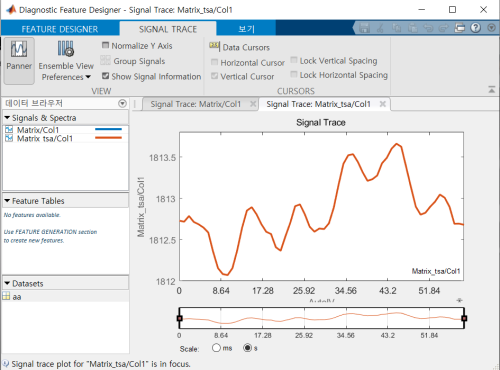 Diagnostic Feature Designer - Signal Trace: Matrix_tsa/Col1
FEATURE DESIGNER
SIGNAL TRACE
보기
Panner
Ensemble View
Preferences
Normalize Y Axis
Group Signals
Show Signal Information
VIEW
Data Cursors
Horizontal Cursor
Vertical Cursor
Lock Vertical Spacing
Lock Horizontal Spacing
CURSORS
데이터 브라우저
Signals & Spectra
Matrix/Col1
Matrix_tsa/Col1
Feature Tables
No features available.
Use FEATURE GENERATION section
to create new features.
Datasets
aa
Signal Trace: Matrix/Col1
Signal Trace: Matrix_tsa/Col1
Signal Trace
Matrix_tsa/Col1
1813.5
1813
1812.5
1812
Matrix_tsa/Col1
0 8.64 17.28 25.92 34.56 43.2 51.84
0 8.64 17.28 25.92 34.56 43.2 51.84
Scale: ms s
Signal trace plot for "Matrix_tsa/Col1" is in focus.